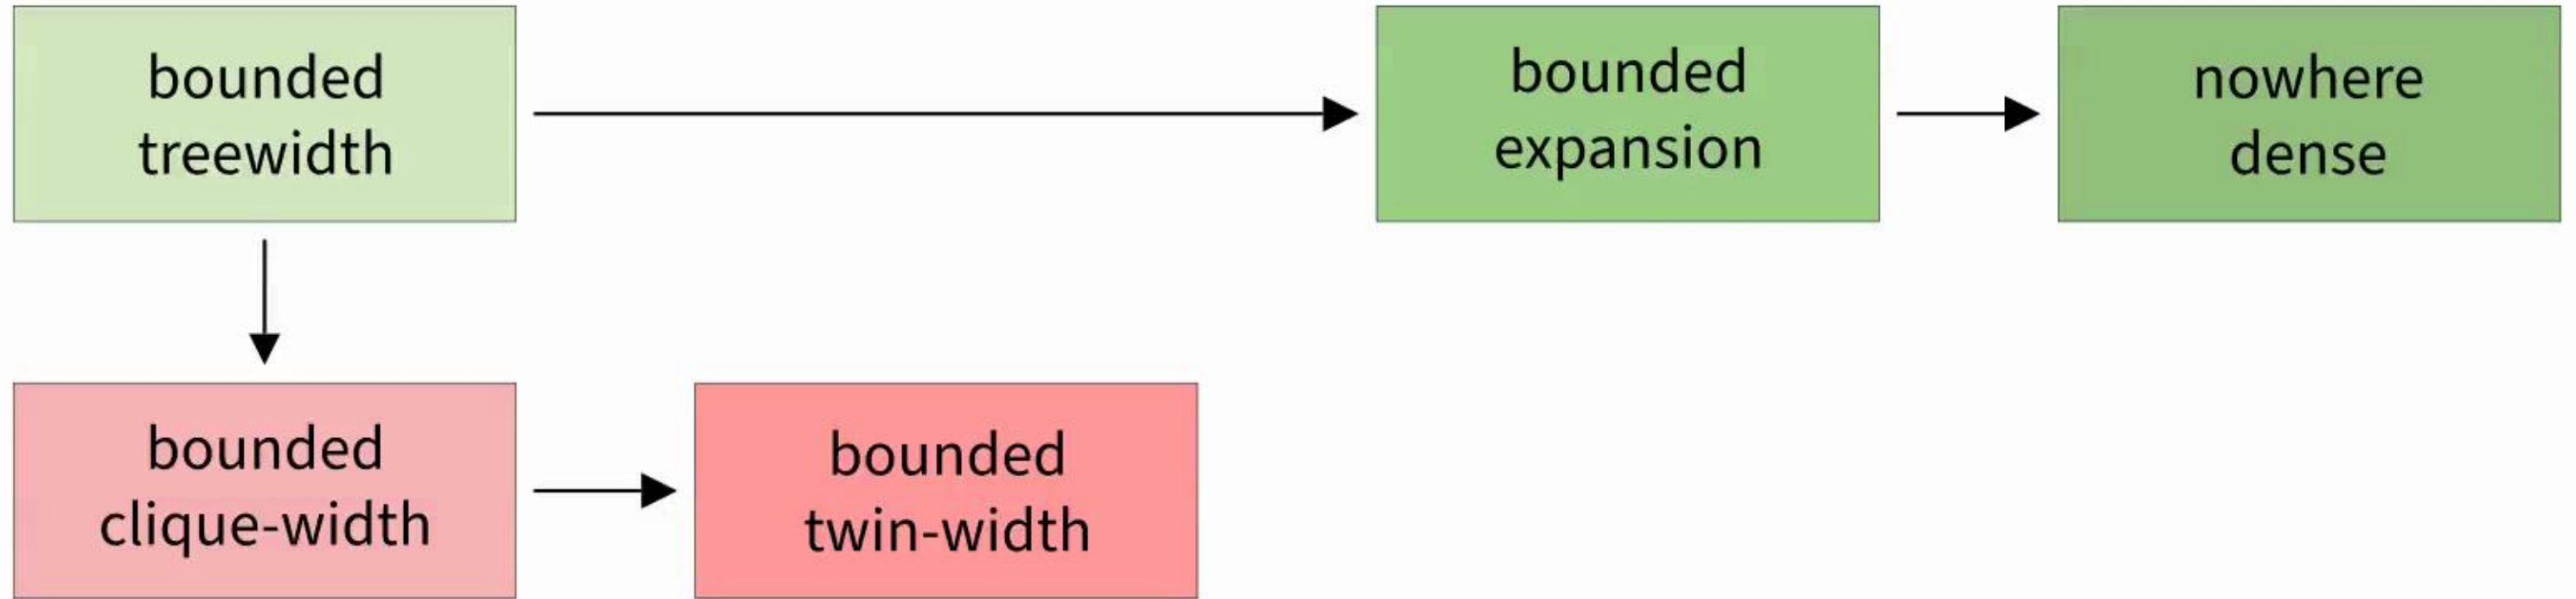 bounded
treewidth
bounded
expansion
nowhere
dense
bounded
clique-width
bounded
twin-width